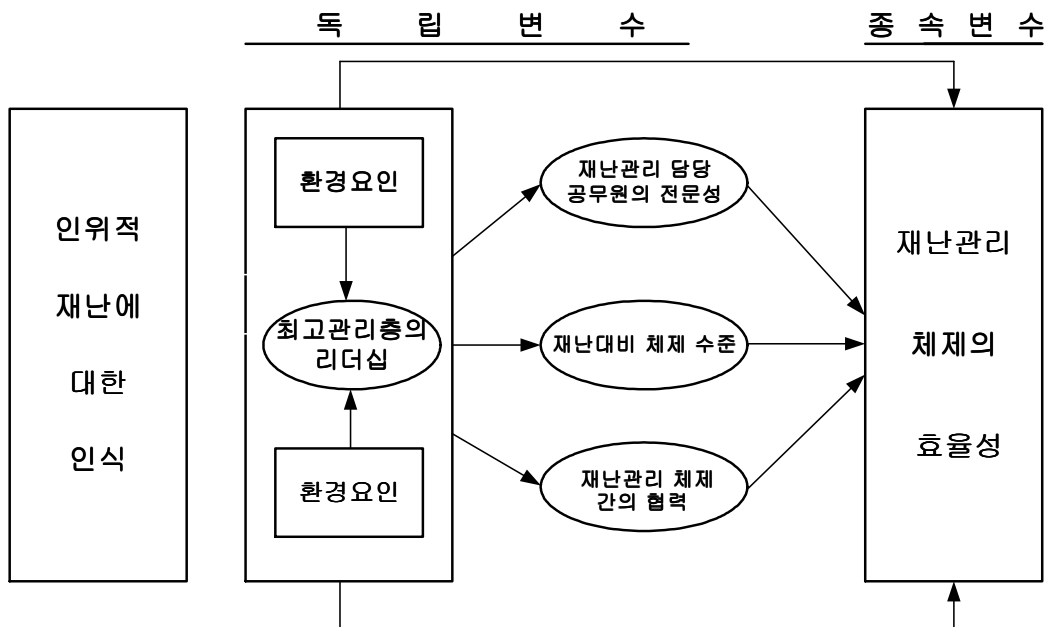 독 립 변 수
종 속 변 수
인위적
재난에
대한
인식
환경요인
최고관리층의
리더십
환경요인
재난관리 담당
공무원의 전문성
재난대비 체제 수준
재난관리 체제
간의 협력
재난관리
체제의
효율성